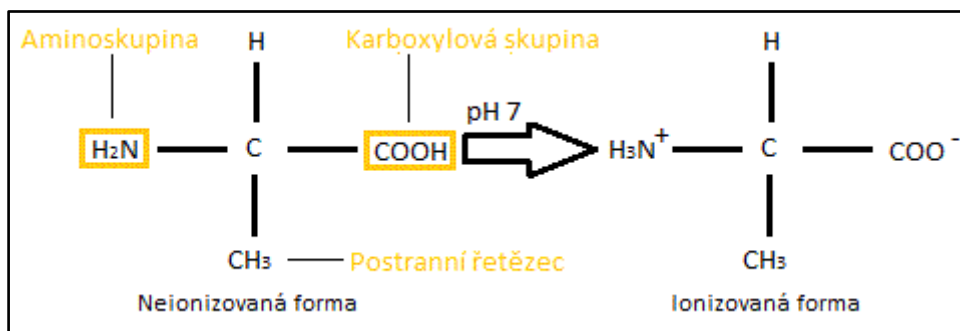 Aminoskupina H Karboxylová skupina H
pH 7
H2N C COOH H3N+ C COO-
CH3 Postranní řetězec CH3
Neionizovaná forma Ionizovaná forma